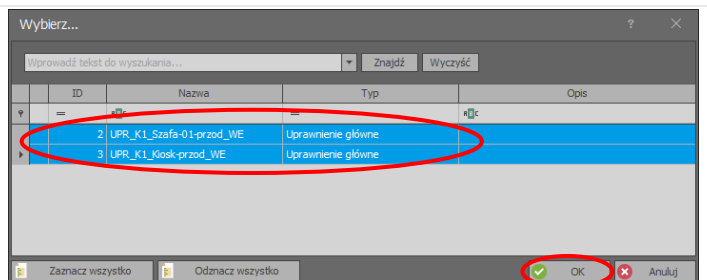 Wybierz...
Wprowadź tekst do wyszukania... Znajdź Wyczyść
ID Nazwa Typ Opis
= = 
2 UPR_K1_Szafa-01-przod_WE Uprawnienie główne
3 UPR_K1_Kiosk-przod_WE Uprawnienie główne
Zaznacz wszystko Odznacz wszystko OK Anuluj